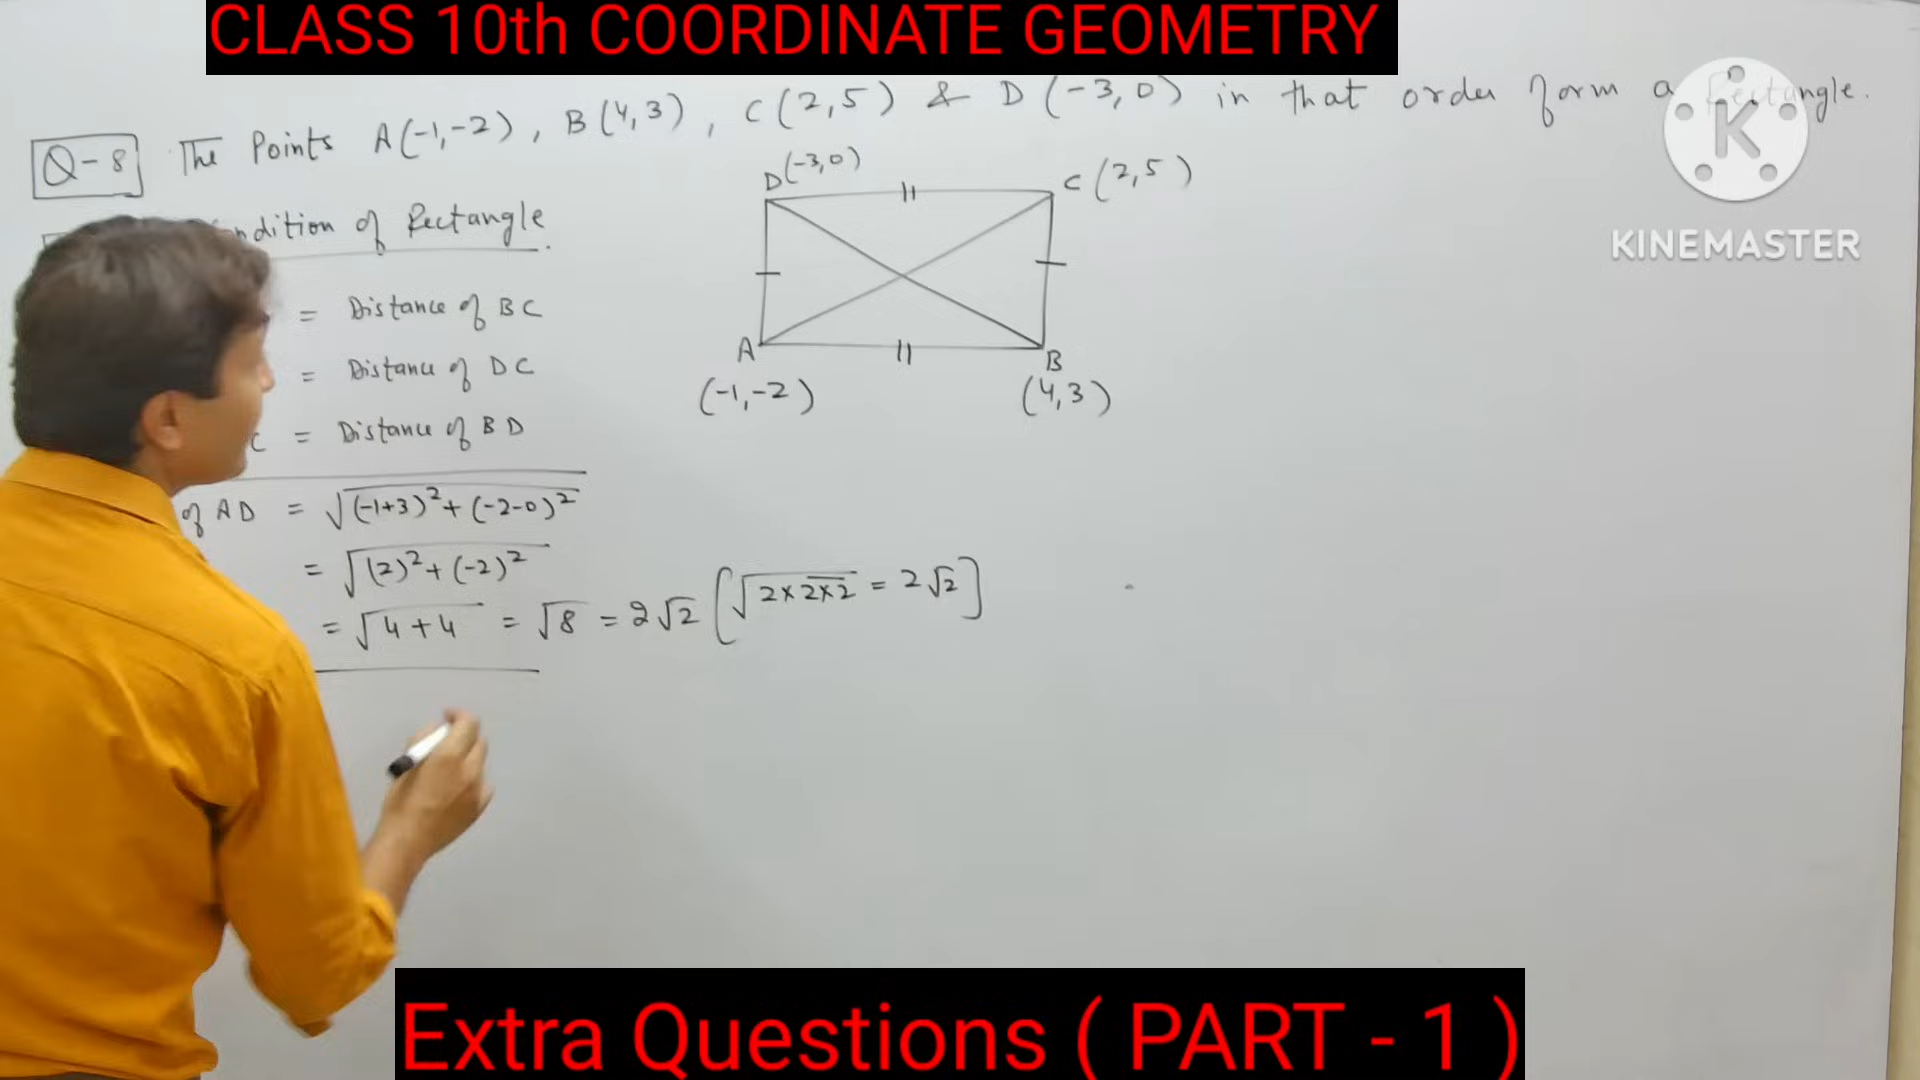 CLASS 10th COORDINATE GEOMETRY
Q-8 The Points A(-1,-2), B(4,3), C(2,5) & D(-3,0) in that order form a Rectangle.
K
KINEMASTER
D(-3,0)
C(2,5)
A
(-1,-2)
B
(4,3)
of Rectangle
= Distance of BC
= Distance of DC
C = Distance of BD
of AD = √(-1+3)²+(-2-0)²
= √(2)²+(-2)²
= √4+4 = √8 = 2√2 [√2×2×2 = 2√2]
Extra Questions ( PART - 1 )